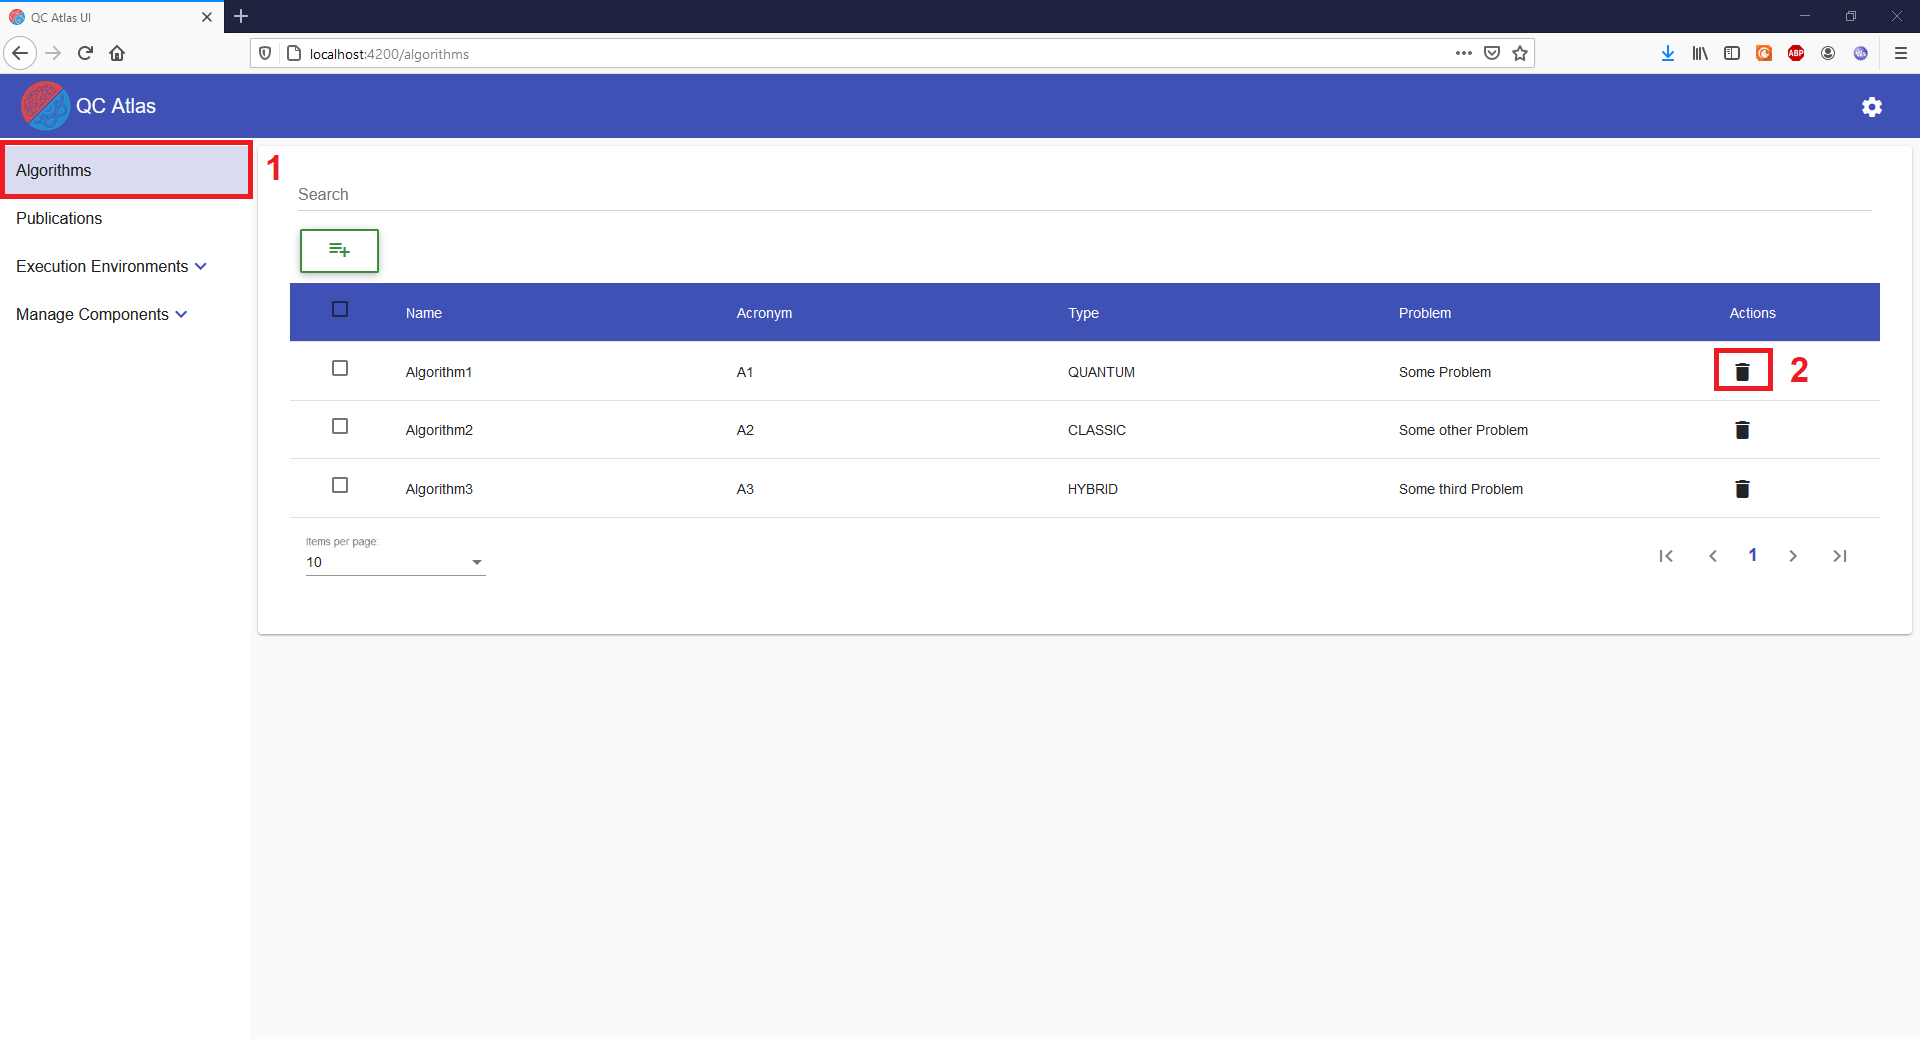 QC Atlas UI
localhost:4200/algorithms
ABP
QC Atlas
Algorithms
1
Publications
Execution Environments
Manage Components
Search
Name Acronym Type Problem Actions
Algorithm1 A1 QUANTUM Some Problem 2
Algorithm2 A2 CLASSIC Some other Problem
Algorithm3 A3 HYBRID Some third Problem
Items per page:
10
1